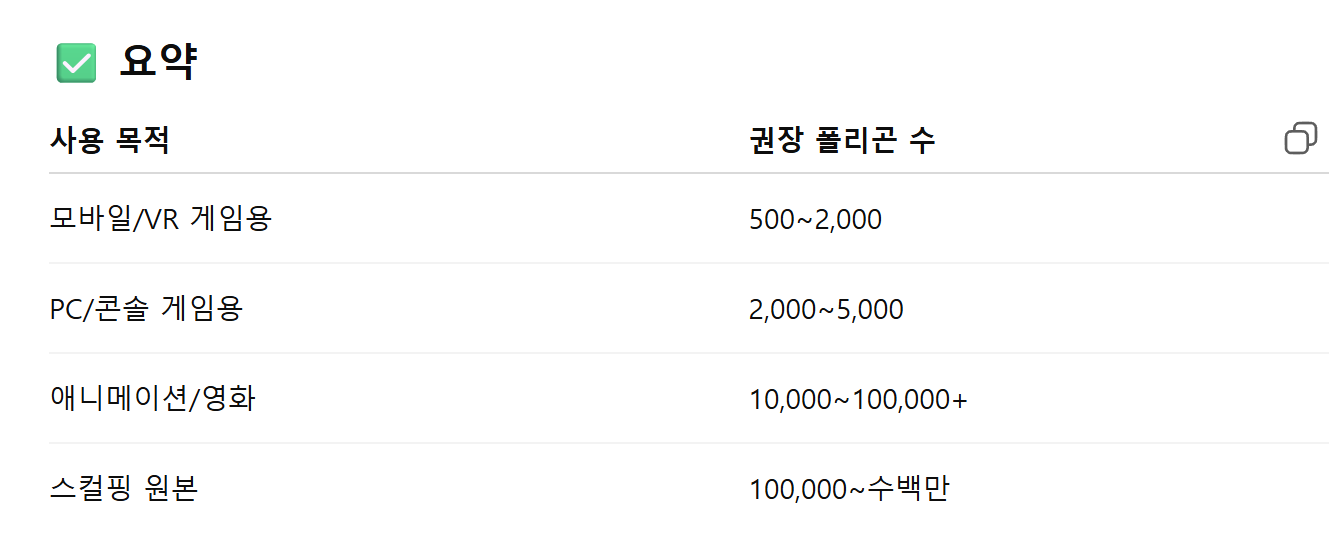 ✅ 요약
사용 목적 권장 폴리곤 수
모바일/VR 게임용 500~2,000
PC/콘솔 게임용 2,000~5,000
애니메이션/영화 10,000~100,000+
스컬핑 원본 100,000~수백만